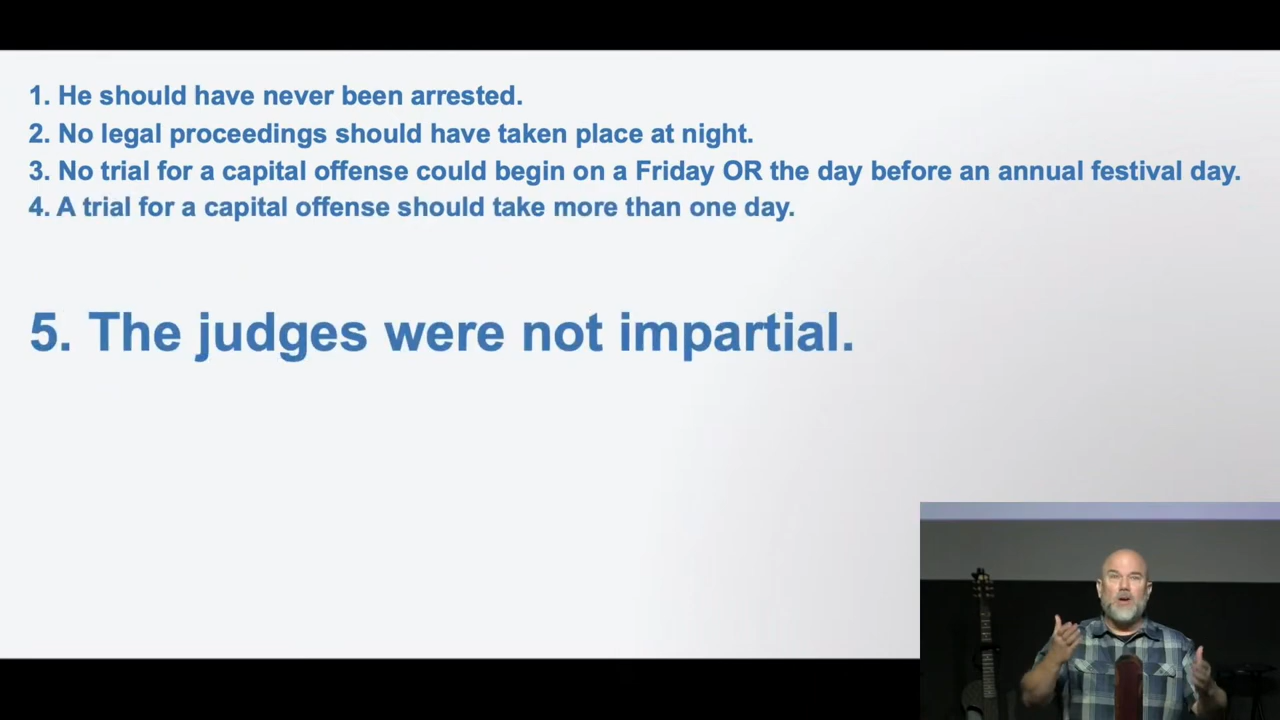 1. He should have never been arrested.
2. No legal proceedings should have taken place at night.
3. No trial for a capital offense could begin on a Friday OR the day before an annual festival day.
4. A trial for a capital offense should take more than one day.
5. The judges were not impartial.